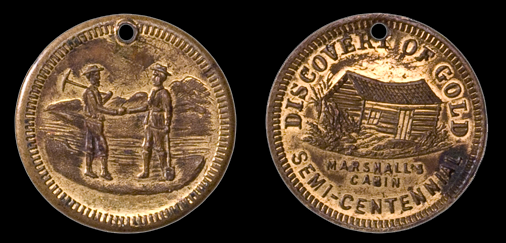 DISCOVERY OF GOLD
MARSHALL'S
CABIN
SEMI-CENTENNIAL